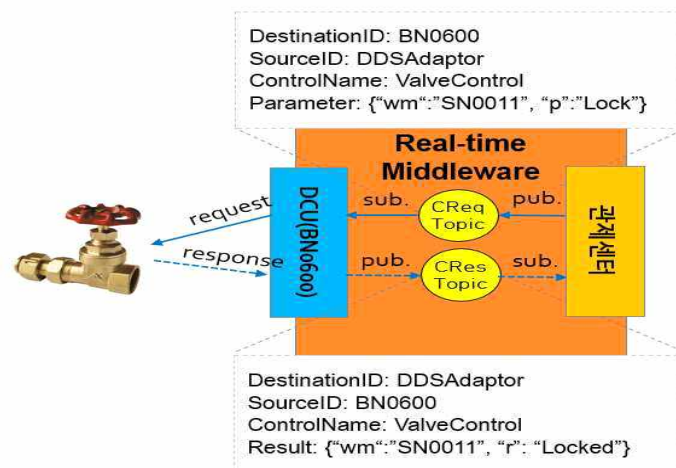 DestinationID: BN0600
SourceID: DDSAdaptor
ControlName: ValveControl
Parameter: {“wm“:”SN0011”, “p”:”Lock”}
Real-time
Middleware
request
response
DCU(BN0600)
sub.
CReq
Topic
pub.
pub.
CRes
Topic
sub.
관제센터
DestinationID: DDSAdaptor
SourceID: BN0600
ControlName: ValveControl
Result: {“wm“:”SN0011”, “r”: “Locked”}